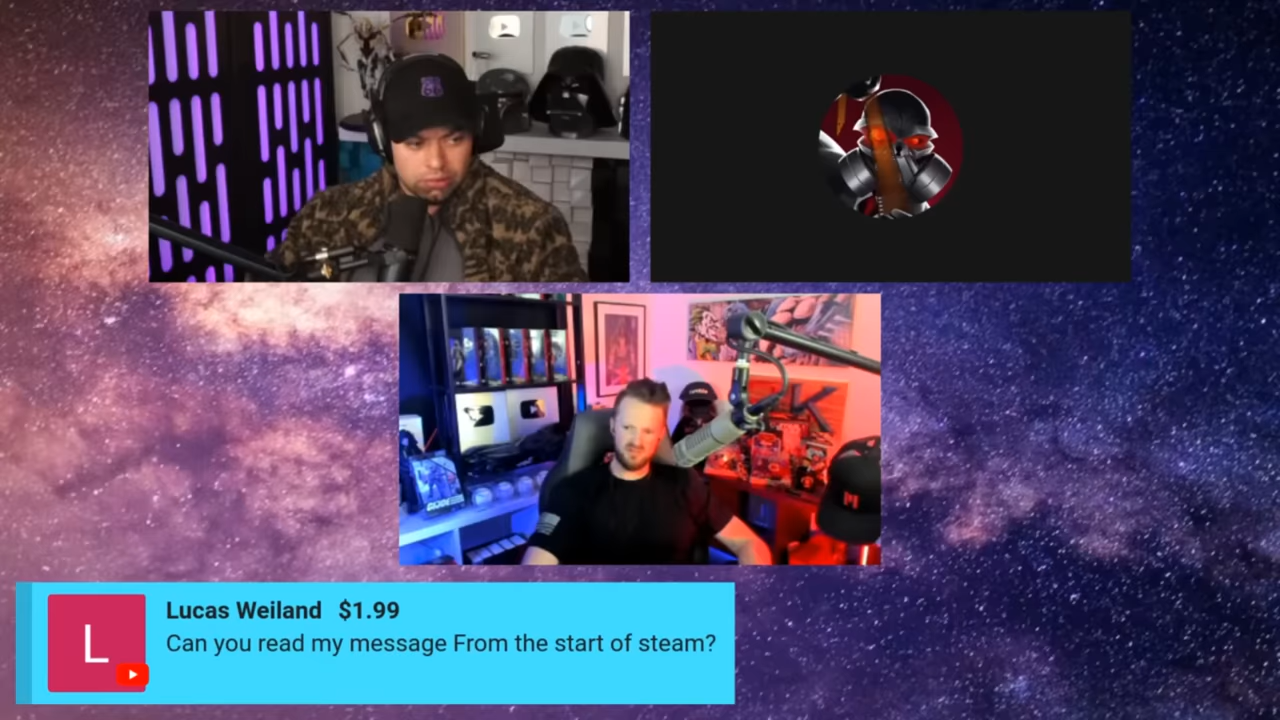 L
Lucas Weiland $1.99
Can you read my message From the start of steam?